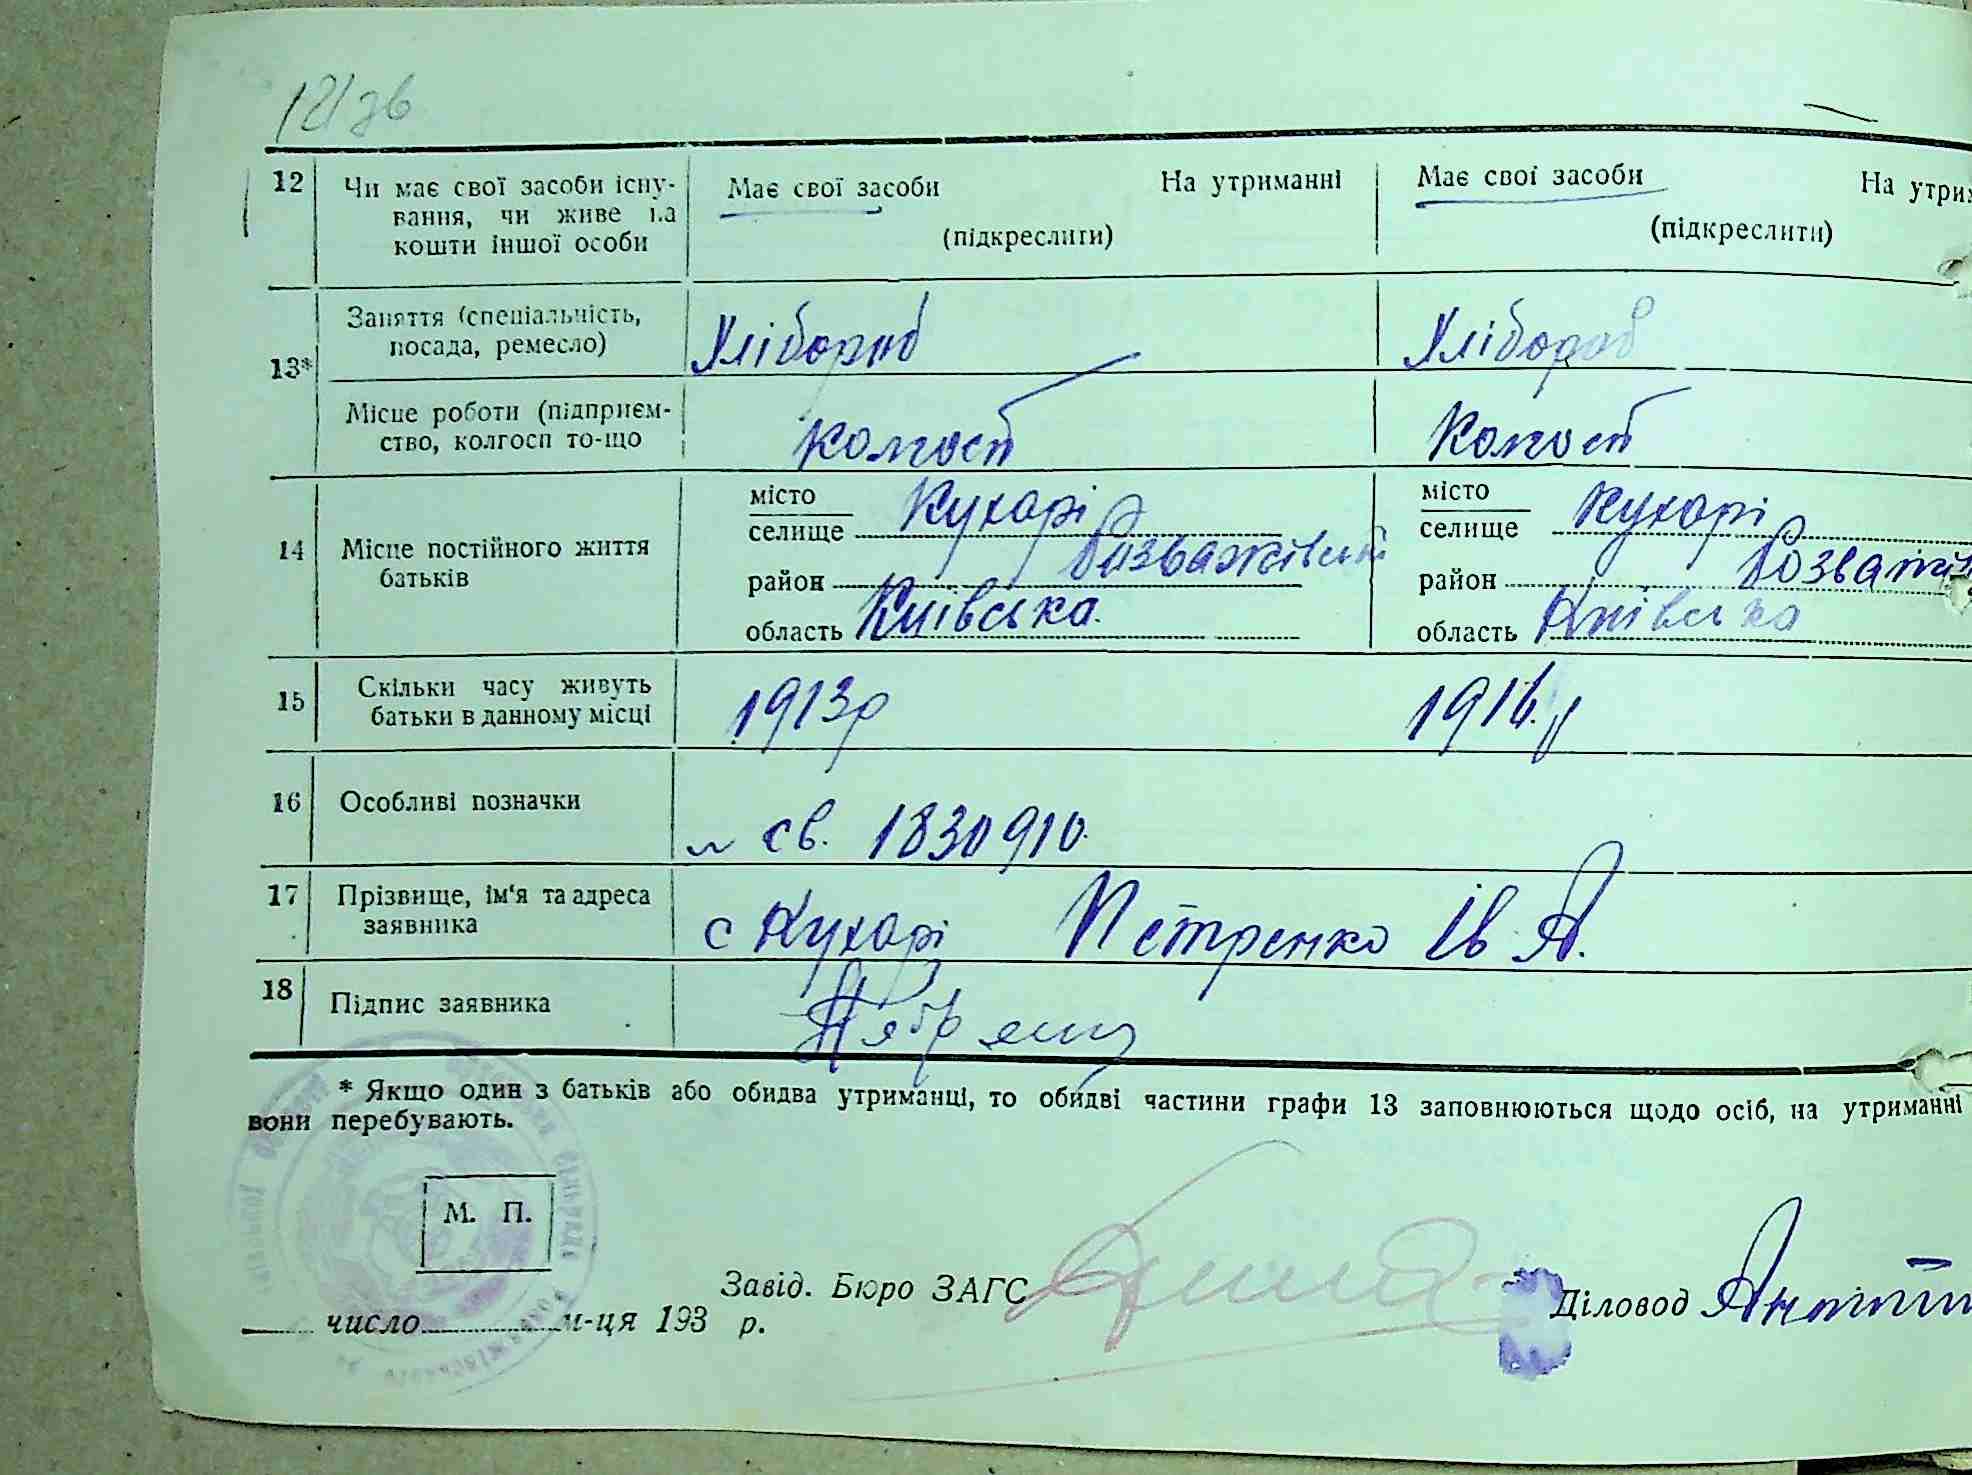 12 Чи має свої засоби існу- Має свої засоби На утриманні Має свої засоби На утрим
вання, чи живе на
кошти іншої особи (підкреслити) (підкреслити)
13* Заняття (спеціальність, Хлібороб Хлібороб
посада, ремесло)
Місце роботи (підприєм- колгосп колгосп
ство, колгосп то-що
14 Місце постійного життя батьків
місто
селище Кухарі
район Розважівськ
область Київська
місто
селище Кухарі
район
область Київська
15 Скільки часу живуть 1913р
батьки в данному місці
16 Особливі позначки св. 1830910
17 Прізвище, ім'я та адреса с Кухарі Петренко Ів А.
заявника
18 Підпис заявника
* Якщо один з батьків або обидва утриманці, то обидві частини графи 13 заповнюються щодо осіб, на утриманні
вони перебувають.
М. П.
Завід. Бюро ЗАГС Діловод
число м-ця 193 р.